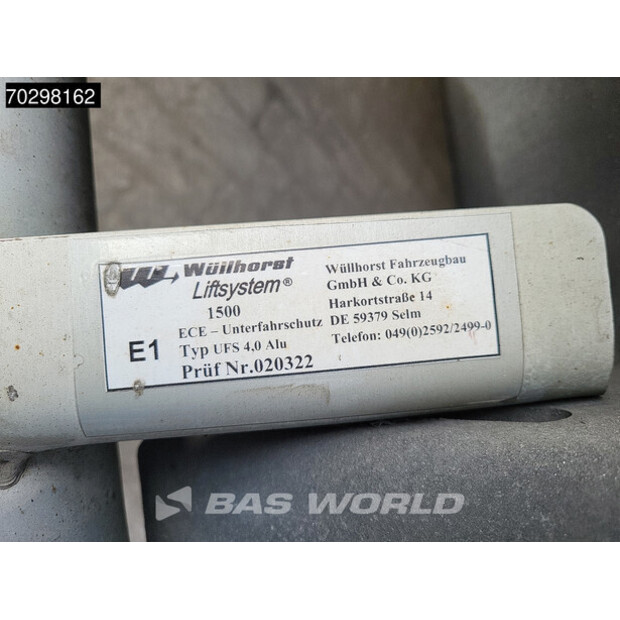 70298162
Wüllhorst
Liftsystem®
1500
ECE – Unterfahrschutz
E1
Typ UFS 4.0 Alu
Prüf Nr.020322
Wüllhorst Fahrzeugbau
GmbH & Co. KG
Harkortstraße 14
DE 59379 Selm
Telefon: 049(0)2592/2499-0
BAS WORLD